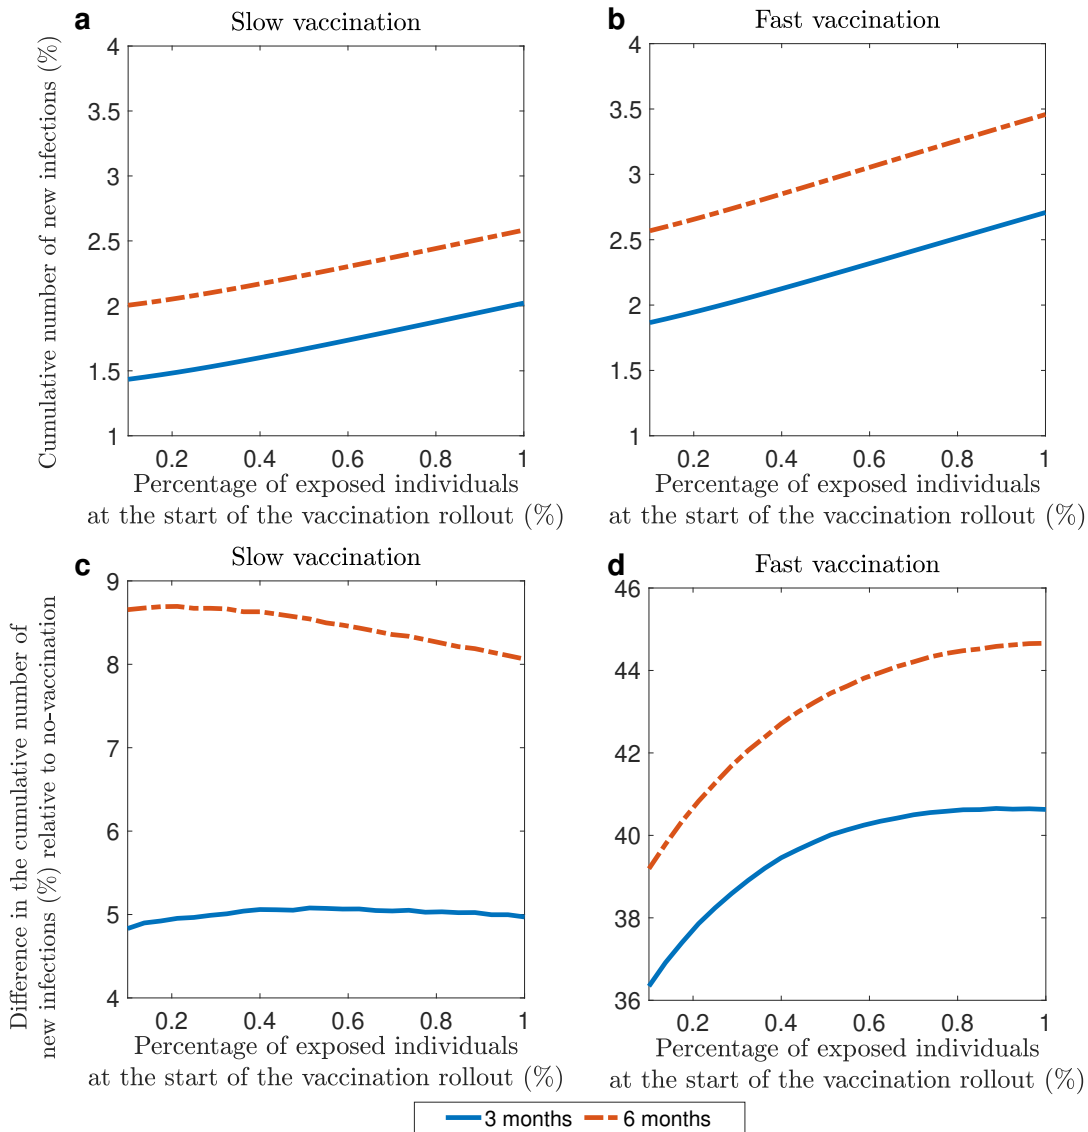 a
Slow vaccination
Cumulative number of new infections (%)
4
3.5
3
2.5
2
1.5
1
0.2
0.4
0.6
0.8
1
Percentage of exposed individuals
at the start of the vaccination rollout (%)
b
Fast vaccination
4
3.5
3
2.5
2
1.5
1
0.2
0.4
0.6
0.8
1
Percentage of exposed individuals
at the start of the vaccination rollout (%)
c
Slow vaccination
Difference in the cumulative number of
new infections (%) relative to no-vaccination
9
8
7
6
5
4
0.2
0.4
0.6
0.8
1
Percentage of exposed individuals
at the start of the vaccination rollout (%)
d
Fast vaccination
46
44
42
40
38
36
0.2
0.4
0.6
0.8
1
Percentage of exposed individuals
at the start of the vaccination rollout (%)
3 months
6 months